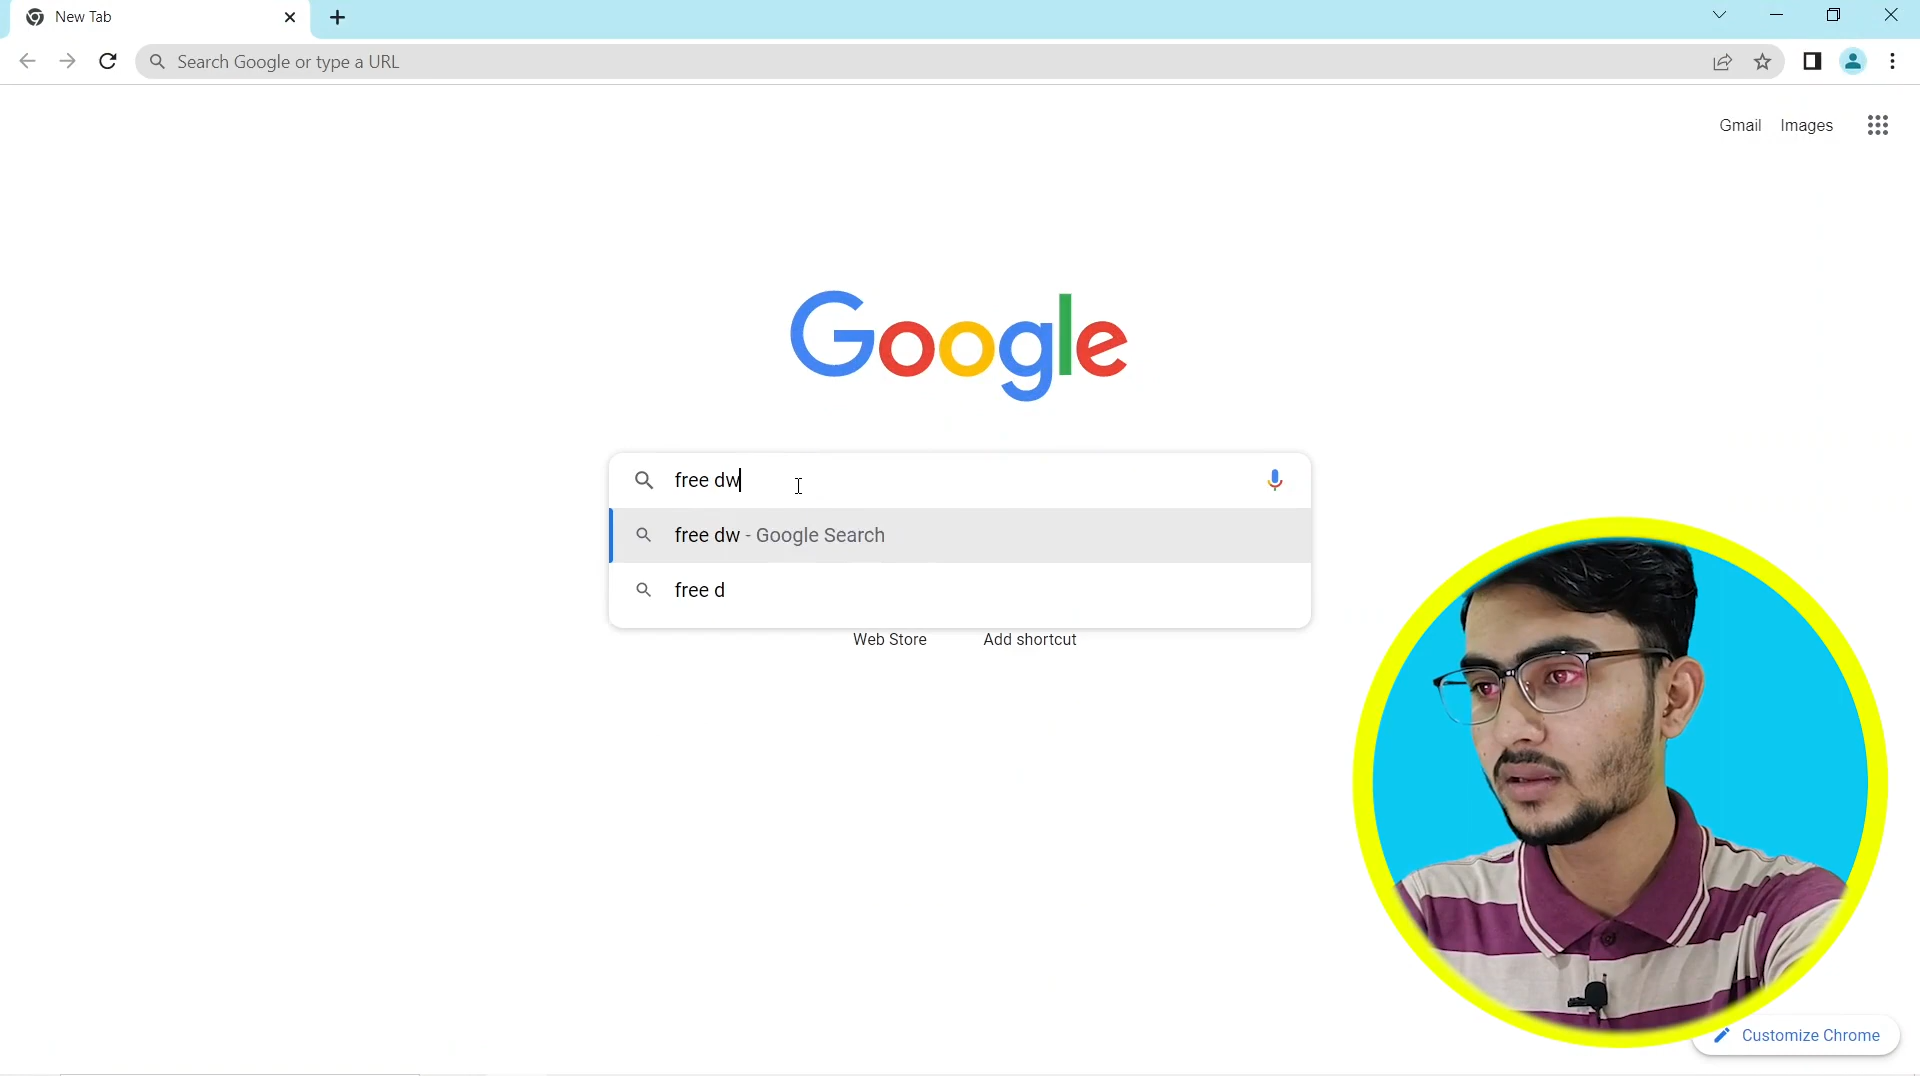 New Tab
Search Google or type a URL
Gmail Images
Google
free dw
free dw - Google Search
free d
Web Store Add shortcut
Customize Chrome